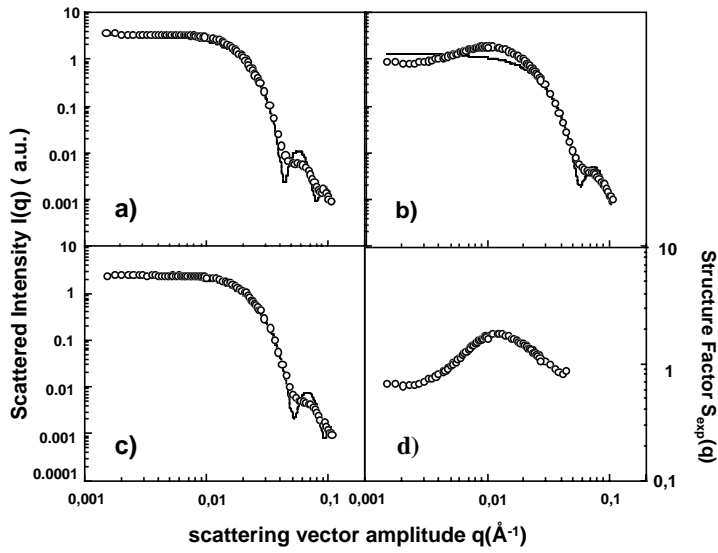 10
1
0.1
0.01
0.001
a)
b)
10
1
0.1
0.01
0.001
0.0001
c)
d)
10
1
0,1
0,001
0,01
0,1
0,001
0,01
0,1
Scattered Intensity I(q) ( a.u.)
Structure Factor S_exp(q)
scattering vector amplitude q(Å⁻¹)